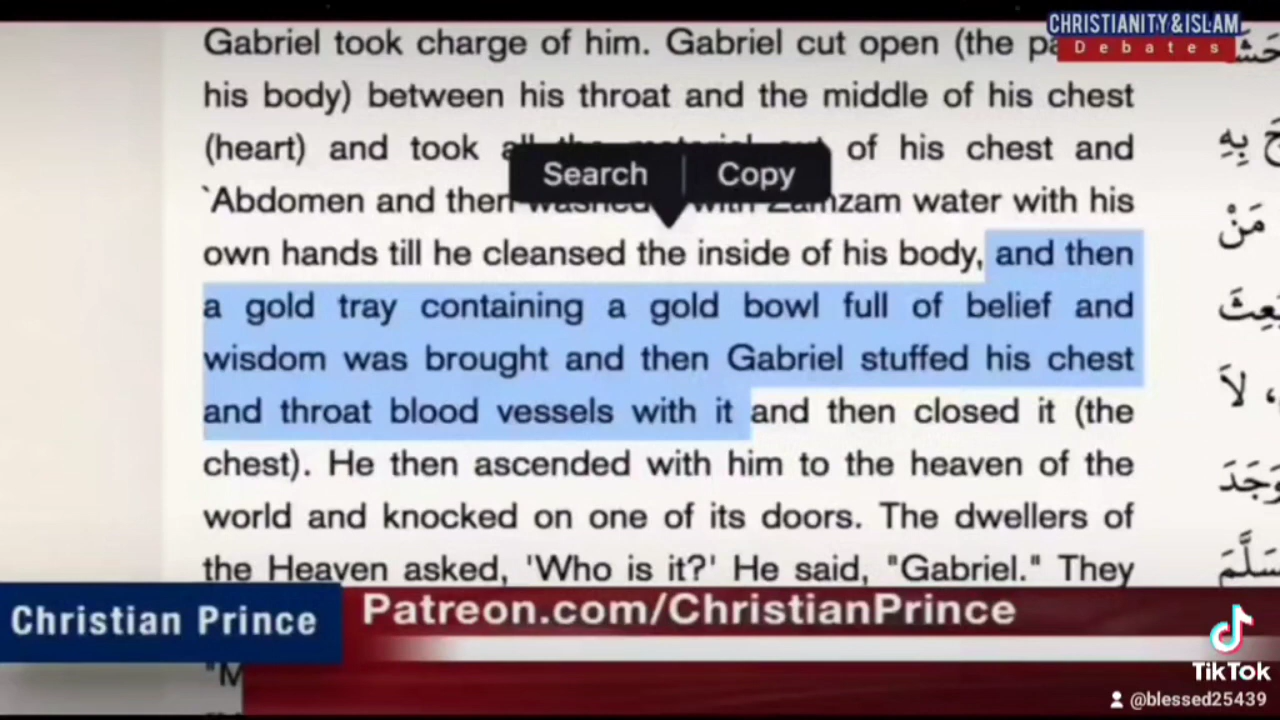 CHRISTIANITY & ISLAM
Debates
Gabriel took charge of him. Gabriel cut open (the
his body) between his throat and the middle of his chest
(heart) and took all the material out of his chest and
`Abdomen and then washed with Zamzam water with his
own hands till he cleansed the inside of his body, and then
a gold tray containing a gold bowl full of belief and
wisdom was brought and then Gabriel stuffed his chest
and throat blood vessels with it and then closed it (the
chest). He then ascended with him to the heaven of the
world and knocked on one of its doors. The dwellers of
the Heaven asked, 'Who is it?' He said, "Gabriel." They
Search
Copy
بِهِ
مَنْ
لاَ
Christian Prince
Patreon.com/ChristianPrince
TikTok
@blessed25439